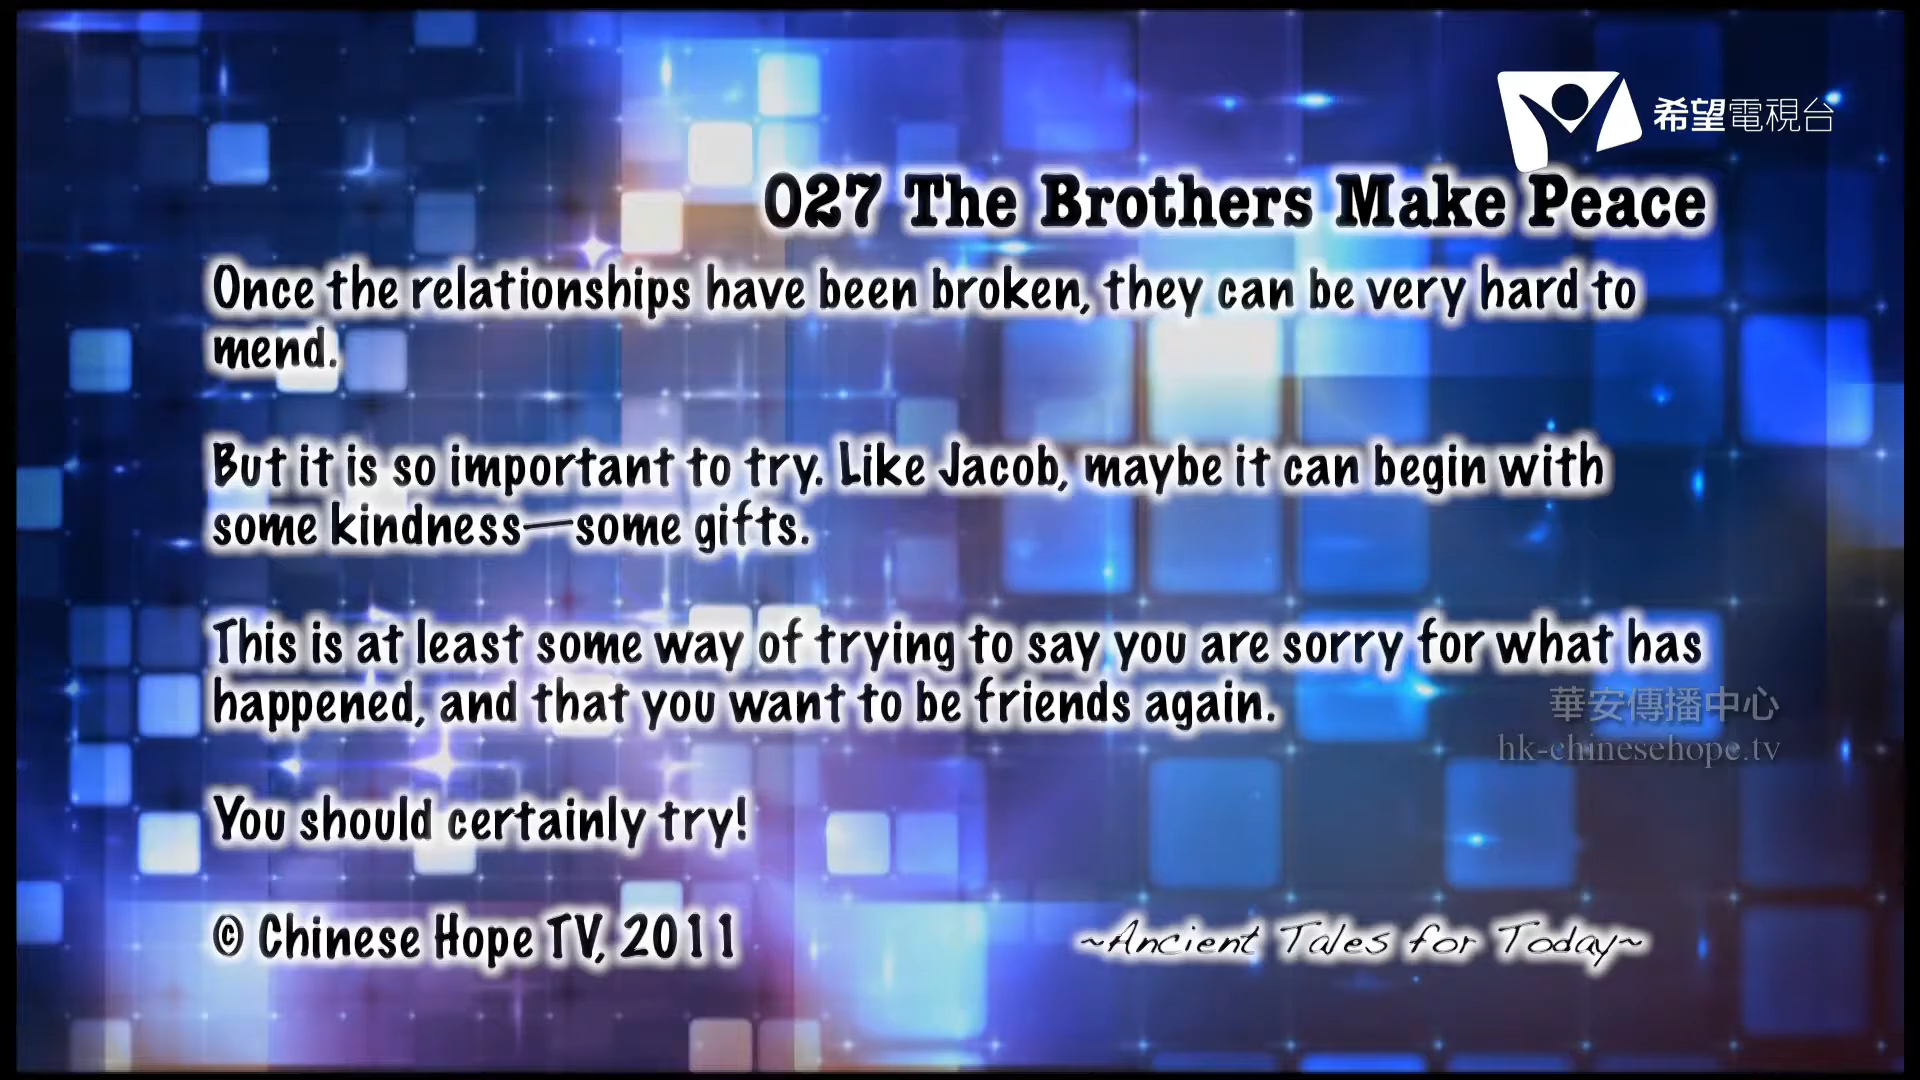 希望電視台
027 The Brothers Make Peace
Once the relationships have been broken, they can be very hard to
mend.
But it is so important to try. Like Jacob, maybe it can begin with
some kindness—some gifts.
This is at least some way of trying to say you are sorry for what has
happened, and that you want to be friends again.
華安傳播中心
hk-chinesehope.tv
You should certainly try!
© Chinese Hope TV, 2011
~Ancient Tales for Today~